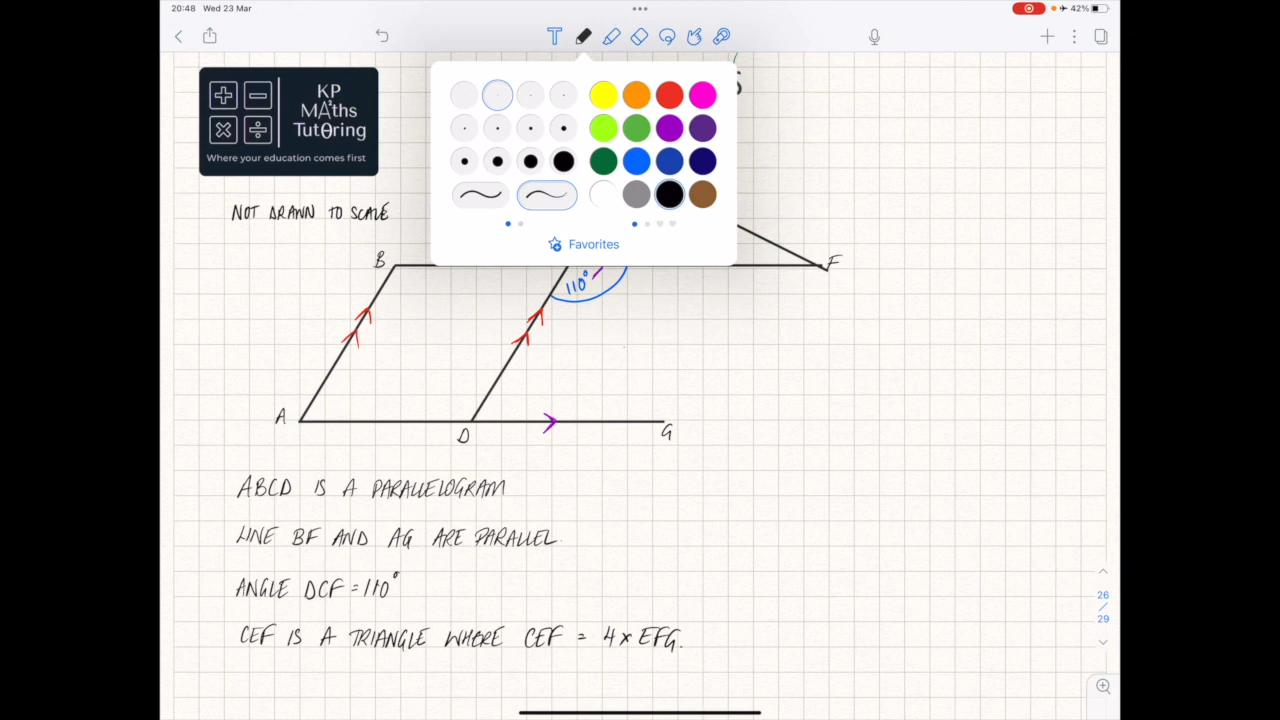 20:48 Wed 23 Mar
42%
T
KP
MA²ths
Tutθring
Where your education comes first
Favorites
NOT DRAWN TO SCALE
B
F
110°
A
D
G
ABCD IS A PARALLELOGRAM
LINE BF AND AG ARE PARALLEL.
ANGLE DCF = 110°
CEF IS A TRIANGLE WHERE CEF = 4 × EFG.
26
/
29